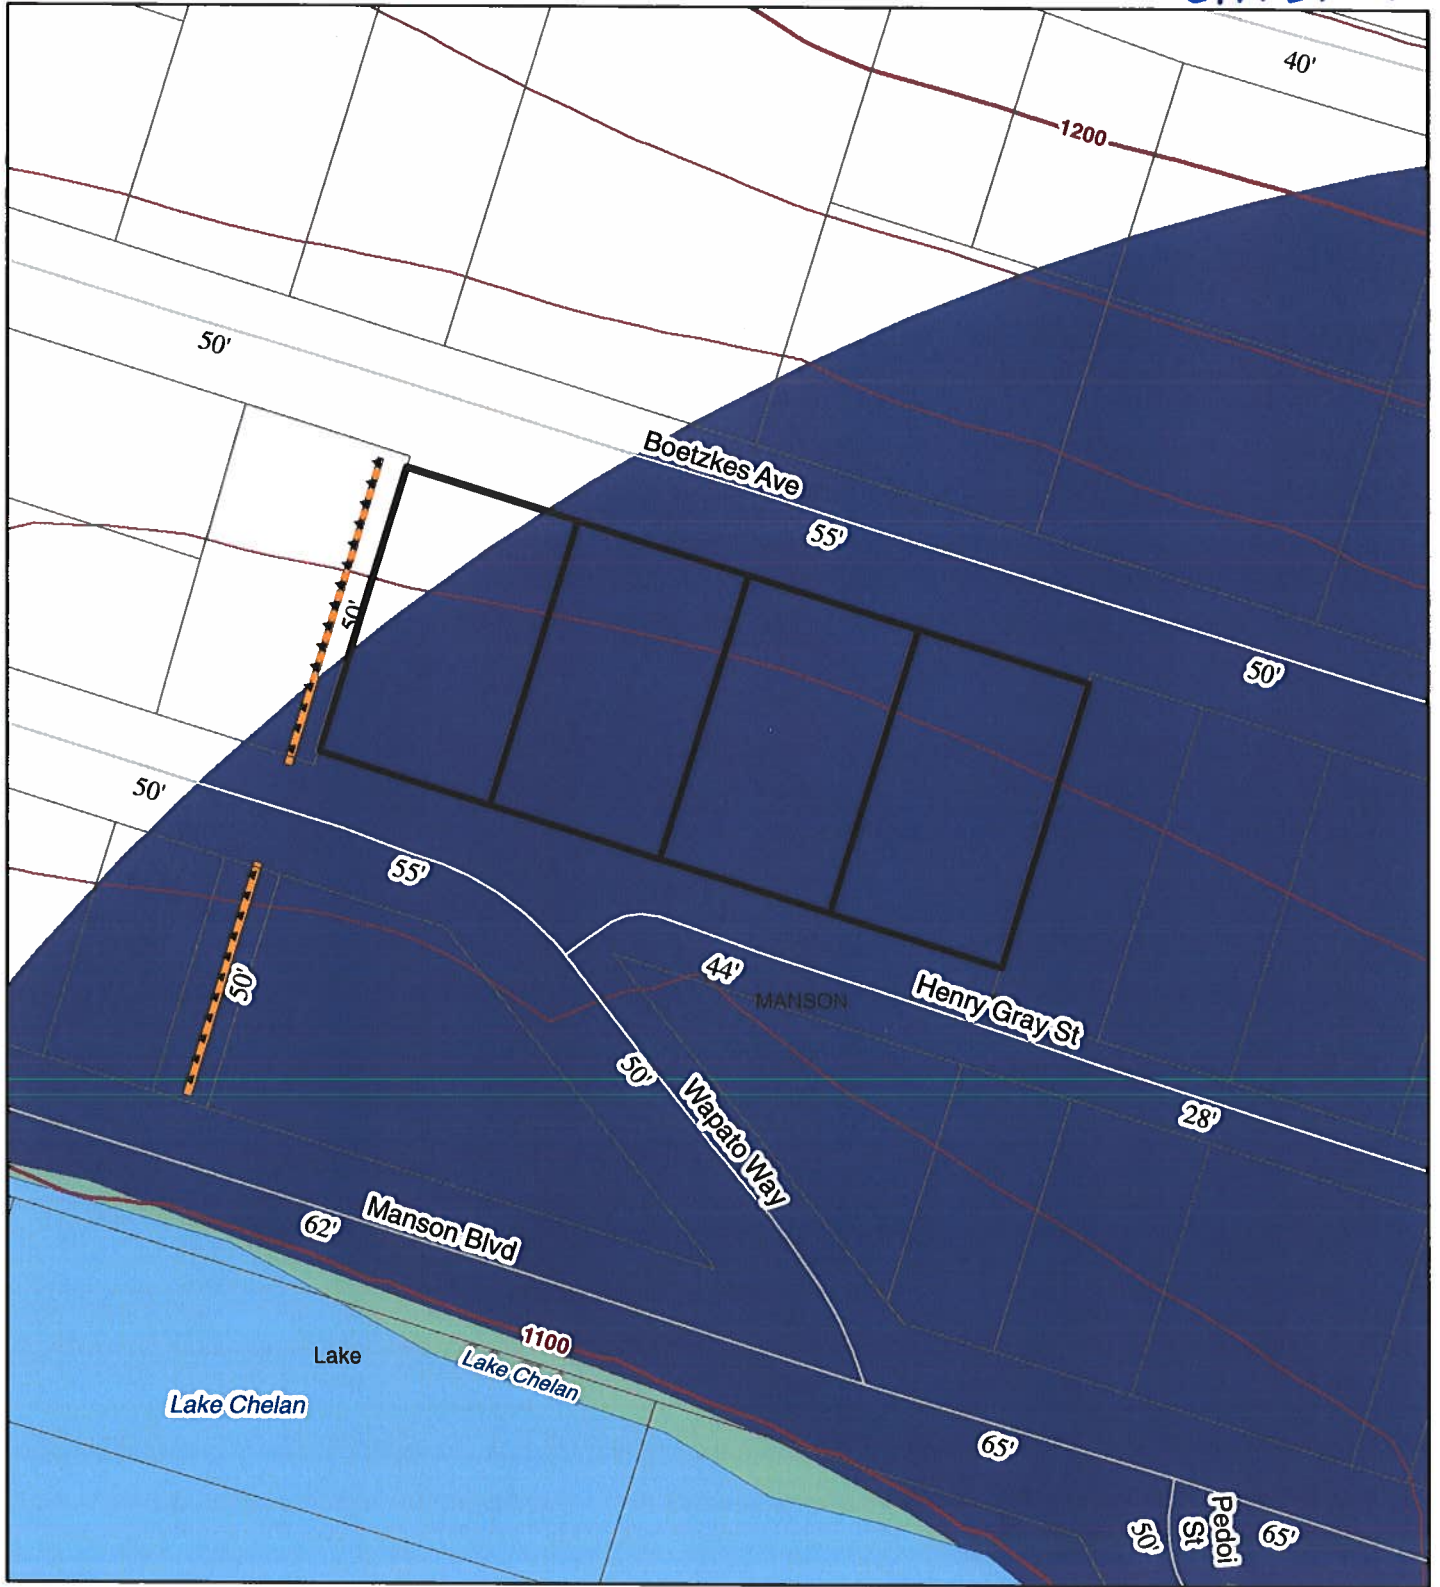 40'
1200
50'
Boetzkes Ave
55'
50'
50'
50'
55'
44'
MANSON
Henry Gray St
50'
50'
Wapato Way
28'
Manson Blvd
62'
1100
Lake
Lake Chelan
Lake Chelan
65'
Pedoi
St
50'
65'